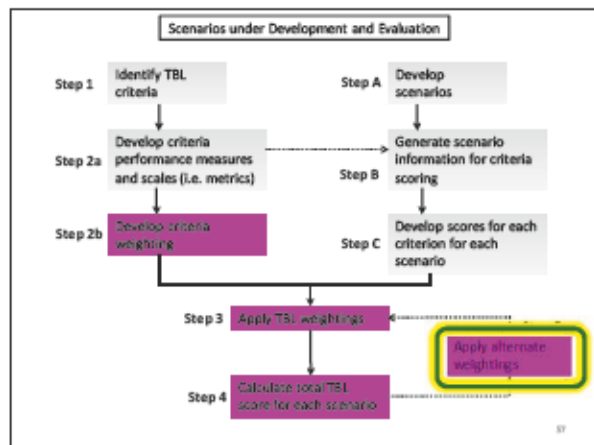 Scenarios under Development and Evaluation
Step 1
Identify TBL
criteria
Step A
Develop
scenarios
Step 2a
Develop criteria
performance measures
and scales (i.e. metrics)
Step B
Generate scenario
information for criteria
scoring
Step 2b
Develop criteria
weighting
Step C
Develop scores for each
criterion for each
scenario
Step 3
Apply TBL weightings
Apply alternate
weightings
Step 4
Calculate total TBL
score for each scenario
37